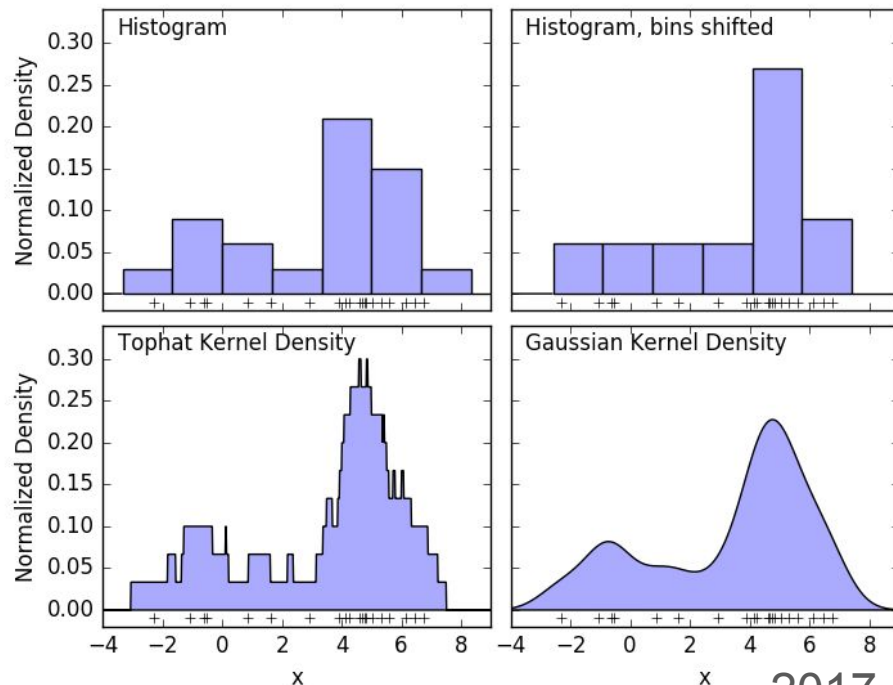 Histogram
Histogram, bins shifted
0.30
0.25
0.20
0.15
0.10
0.05
0.00
Normalized Density
Tophat Kernel Density
Gaussian Kernel Density
0.30
0.25
0.20
0.15
0.10
0.05
0.00
Normalized Density
−4 −2 0 2 4 6 8
−4 −2 0 2 4 6 8
x
x
2017